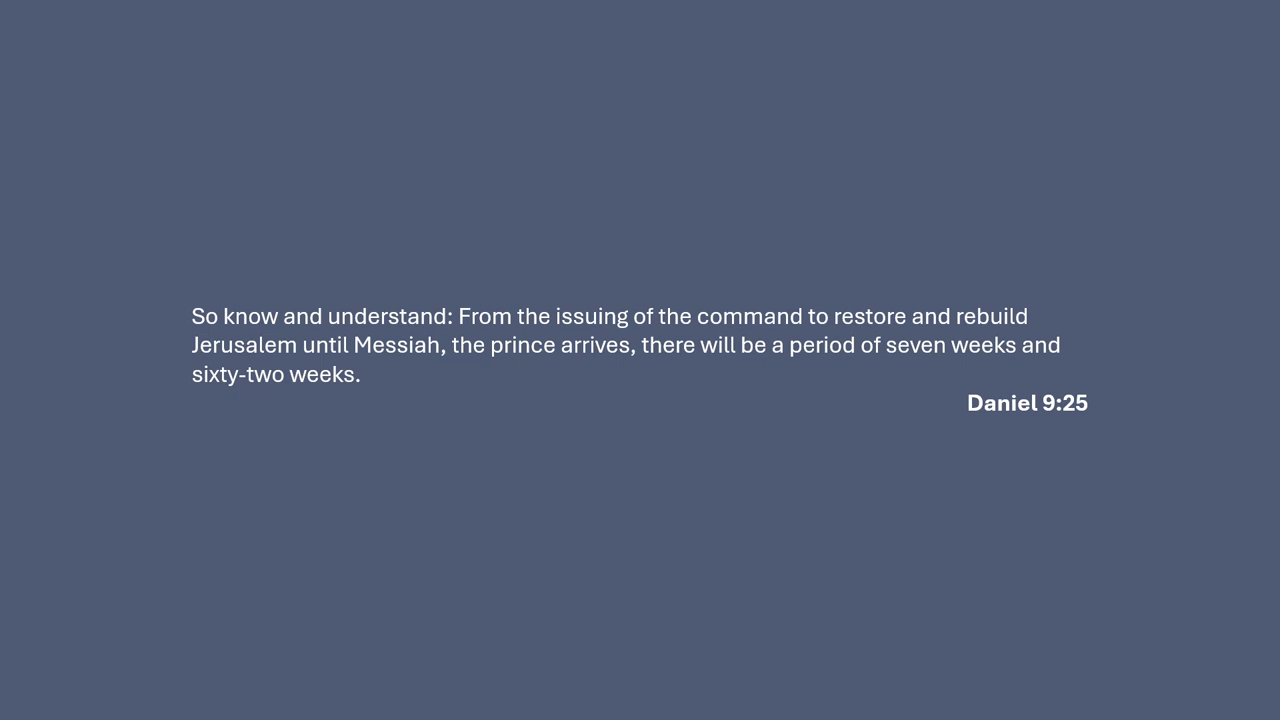 So know and understand: From the issuing of the command to restore and rebuild
Jerusalem until Messiah, the prince arrives, there will be a period of seven weeks and
sixty-two weeks.
Daniel 9:25